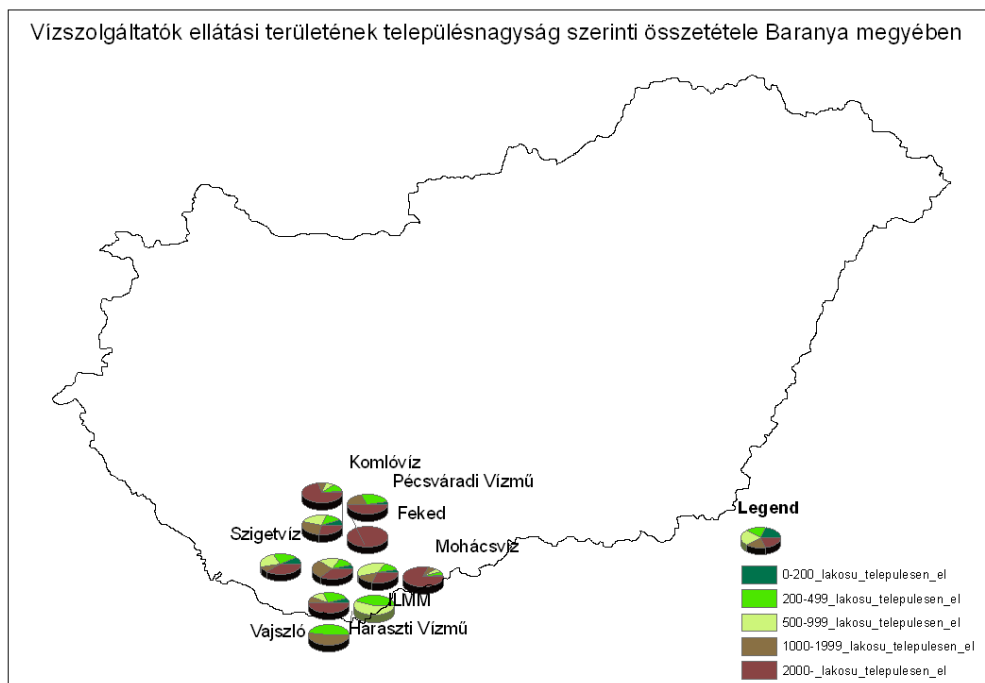 Vízszolgáltatók ellátási területének településnagyság szerinti összetétele Baranya megyében
Komlóvíz
Pécsváradi Vízmű
Feked
Szigetvíz
Mohácsvíz
ILMM
Vajszló
Haraszti Vízmű
Legend
0-200_lakosu_telepulesen_el
200-499_lakosu_telepulesen_el
500-999_lakosu_telepulesen_el
1000-1999_lakosu_telepulesen_el
2000-_lakosu_telepulesen_el